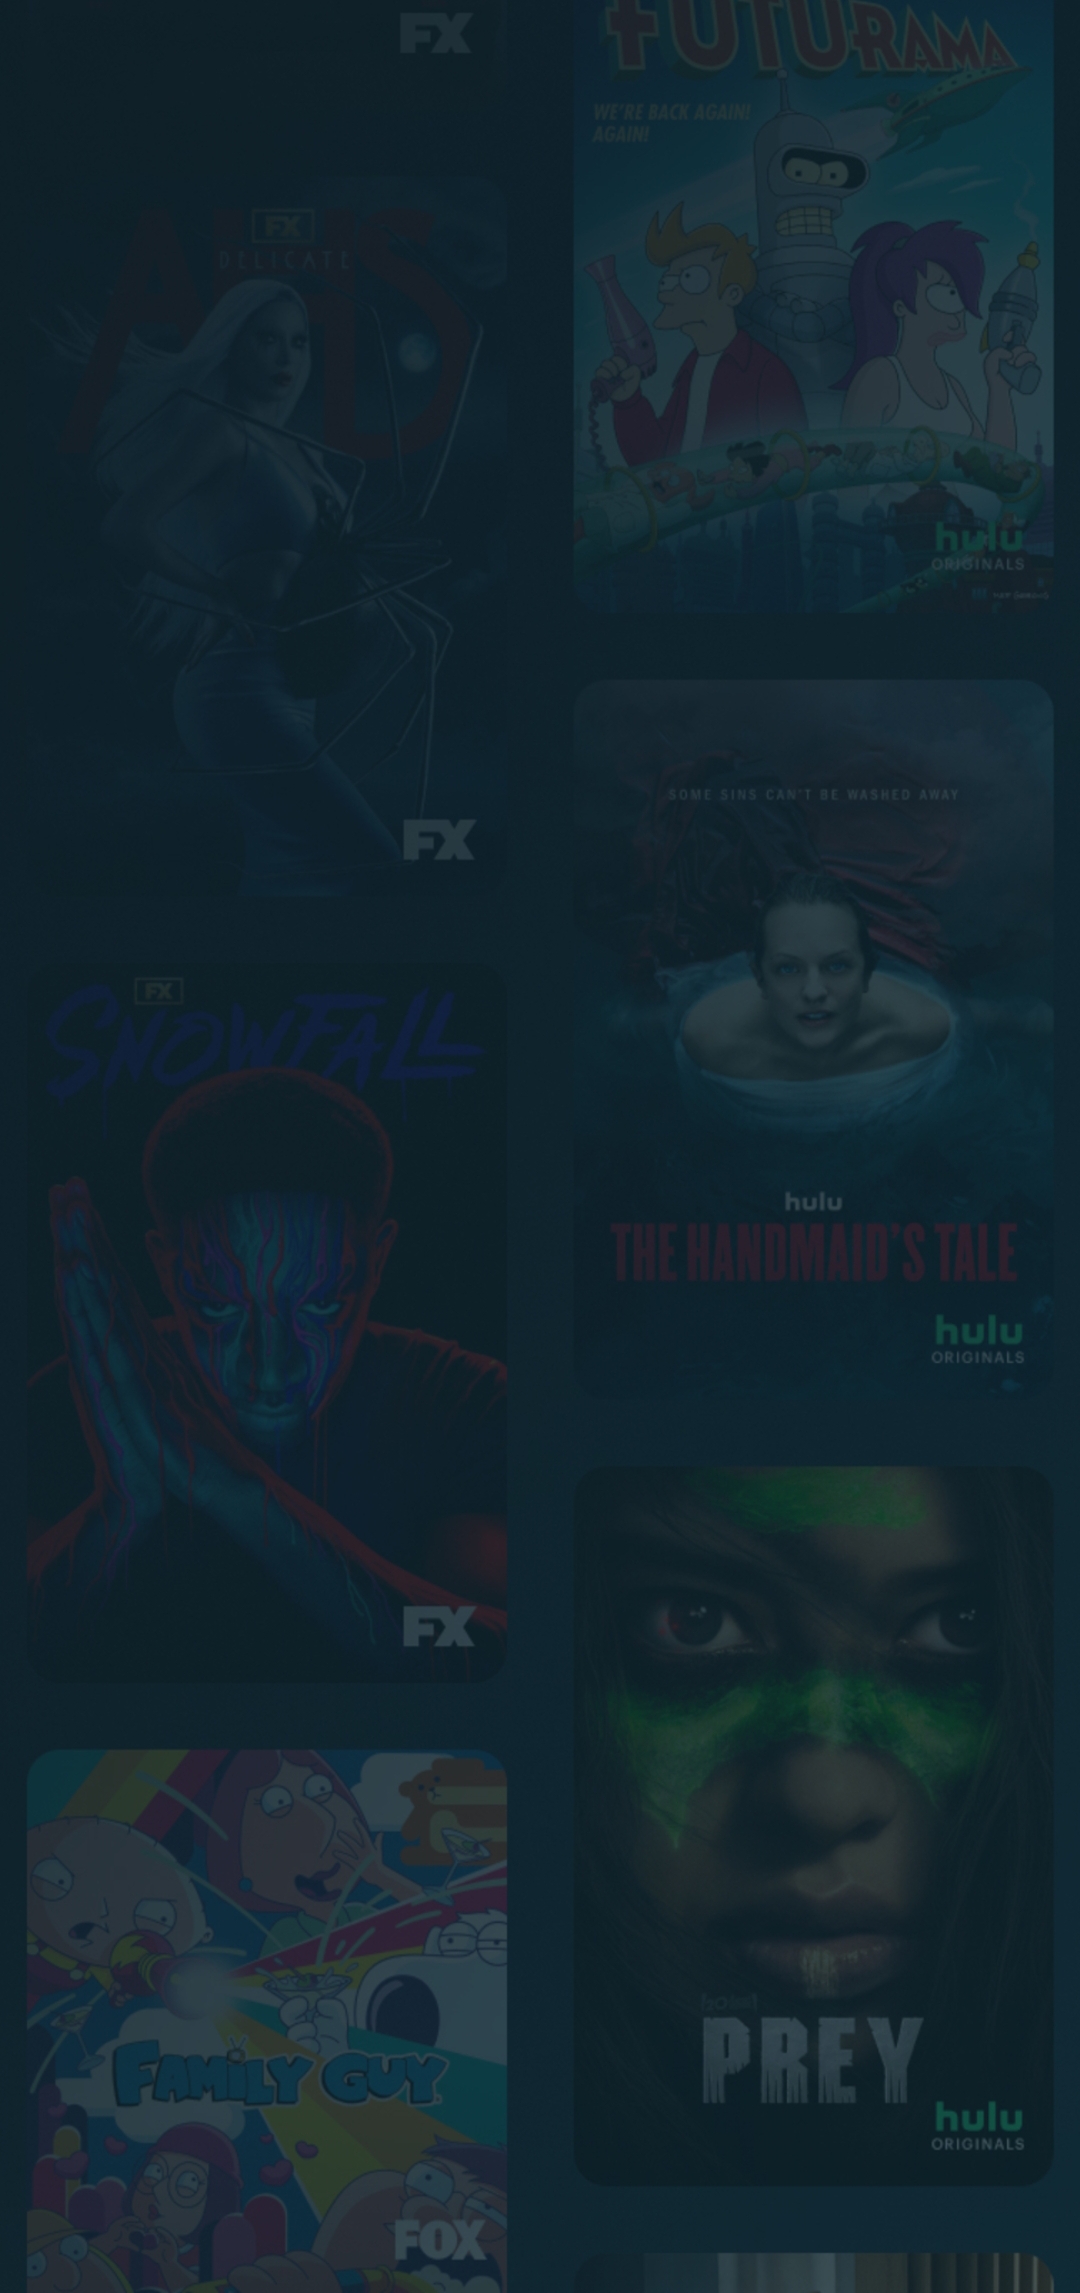 FX
AHS
FX
DELICATE
FX
FX
SNOWFALL
FX
FAMILY GUY
FOX
FUTURAMA
WE'RE BACK AGAIN!
AGAIN!
hulu
ORIGINALS
SOME SINS CAN'T BE WASHED AWAY
hulu
THE HANDMAID'S TALE
hulu
ORIGINALS
PREY
hulu
ORIGINALS